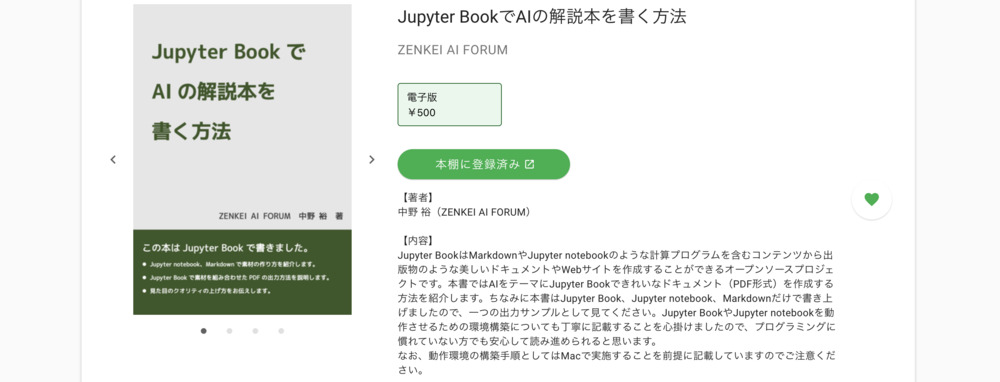 Jupyter Book で
AI の解説本を
書く方法
ZENKEI AI FORUM 中野 裕 著
この本は Jupyter Book で書きました。
● Jupyter notebook、Markdown で素材の作り方を紹介します。
● Jupyter Book で素材を組み合わせた PDF の出力方法を説明します。
● 見た目のクオリティの上げ方をお伝えします。
Jupyter BookでAIの解説本を書く方法
ZENKEI AI FORUM
電子版
￥500
本棚に登録済み
【著者】
中野 裕（ZENKEI AI FORUM）
【内容】
Jupyter BookはMarkdownやJupyter notebookのような計算プログラムを含むコンテンツから出
版物のような美しいドキュメントやWebサイトを作成することができるオープンソースプロジェ
クトです。本書ではAIをテーマにJupyter Bookできれいなドキュメント（PDF形式）を作成する
方法を紹介します。ちなみに本書はJupyter Book、Jupyter notebook、Markdownだけで書き上
げましたので、一つの出力サンプルとして見てください。Jupyter BookやJupyter notebookを動
作させるための環境構築についても丁寧に記載することを心掛けましたので、プログラミングに
慣れていない方でも安心して読み進められると思います。
なお、動作環境の構築手順としてはMacで実施することを前提に記載していますのでご注意くだ
さい。